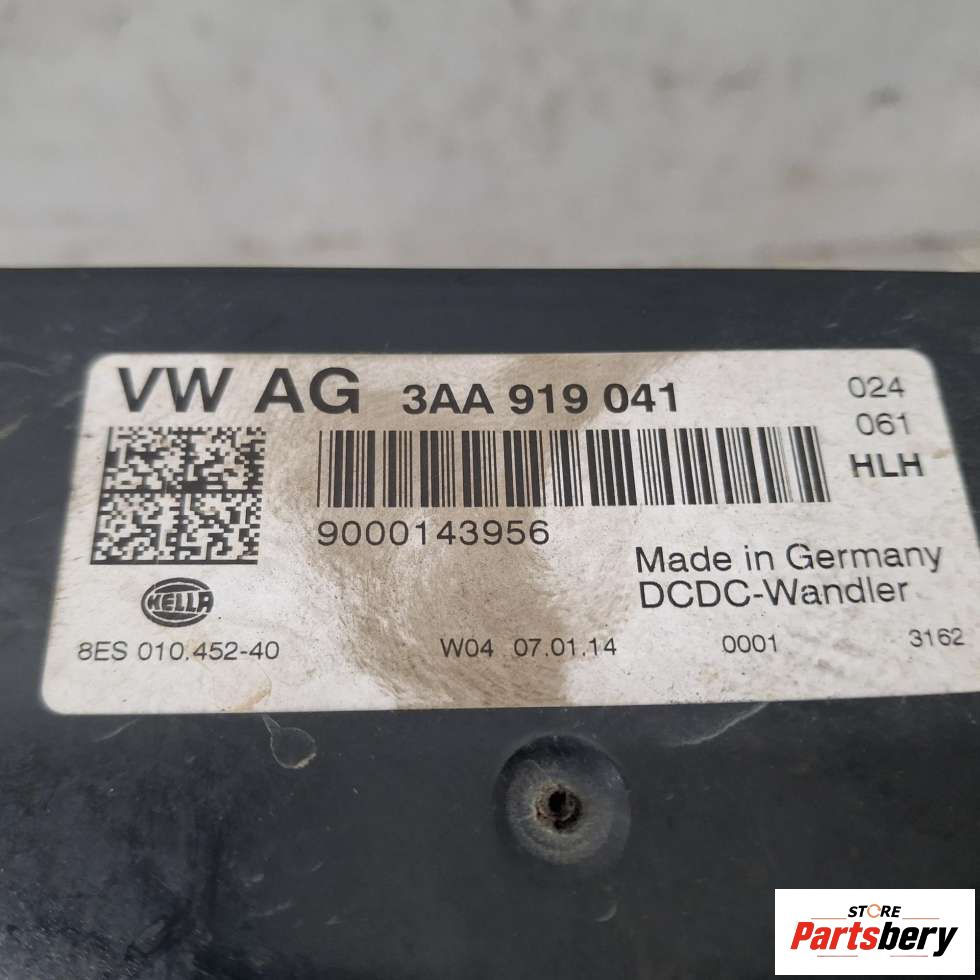 VW AG 3AA 919 041
024
061
HLH
9000143956
Made in Germany
DCDC-Wandler
HELLA
8ES 010.452-40
W04 07.01.14
0001
3162
STORE
Partsbery